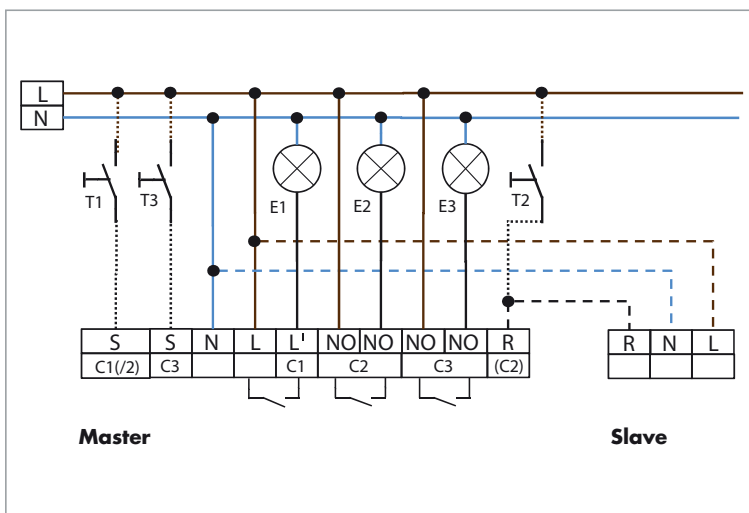 L
N
T1 T3 E1 E2 E3 T2
S S N L L' NO NO NO NO R R N L
C1(/2) C3 C1 C2 C3 (C2)
Master Slave